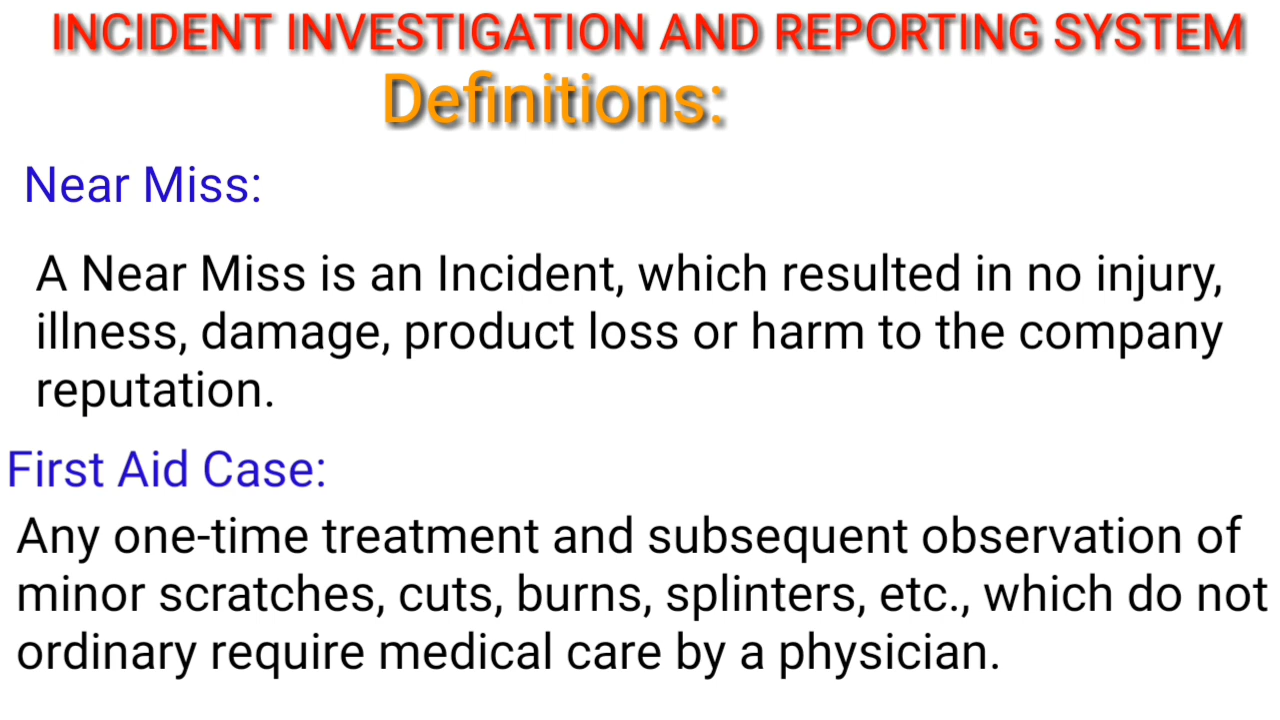 INCIDENT INVESTIGATION AND REPORTING SYSTEM
Definitions:
Near Miss:
A Near Miss is an Incident, which resulted in no injury,
illness, damage, product loss or harm to the company
reputation.
First Aid Case:
Any one-time treatment and subsequent observation of
minor scratches, cuts, burns, splinters, etc., which do not
ordinary require medical care by a physician.